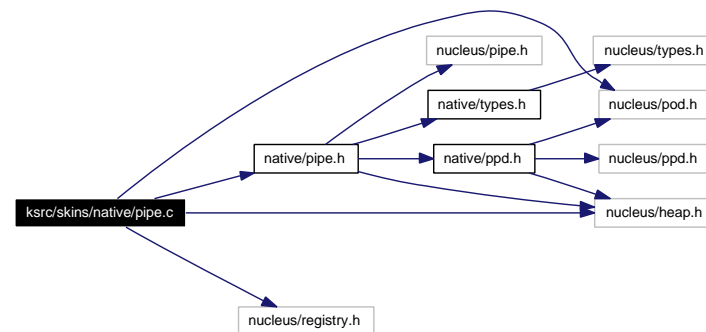 nucleus/pipe.h
nucleus/types.h
native/types.h
nucleus/pod.h
native/pipe.h
native/ppd.h
nucleus/ppd.h
ksrc/skins/native/pipe.c
nucleus/heap.h
nucleus/registry.h